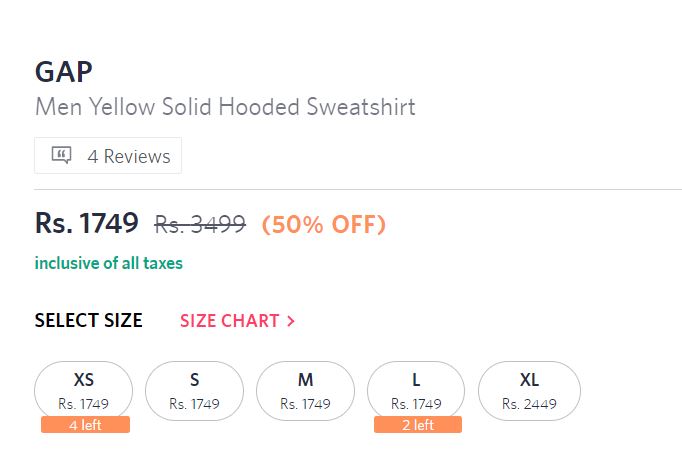 GAP
Men Yellow Solid Hooded Sweatshirt
4 Reviews
Rs. 1749 Rs. 3499 (50% OFF)
inclusive of all taxes
SELECT SIZE SIZE CHART >
XS S M L XL
Rs. 1749 Rs. 1749 Rs. 1749 Rs. 1749 Rs. 2449
4 left 2 left